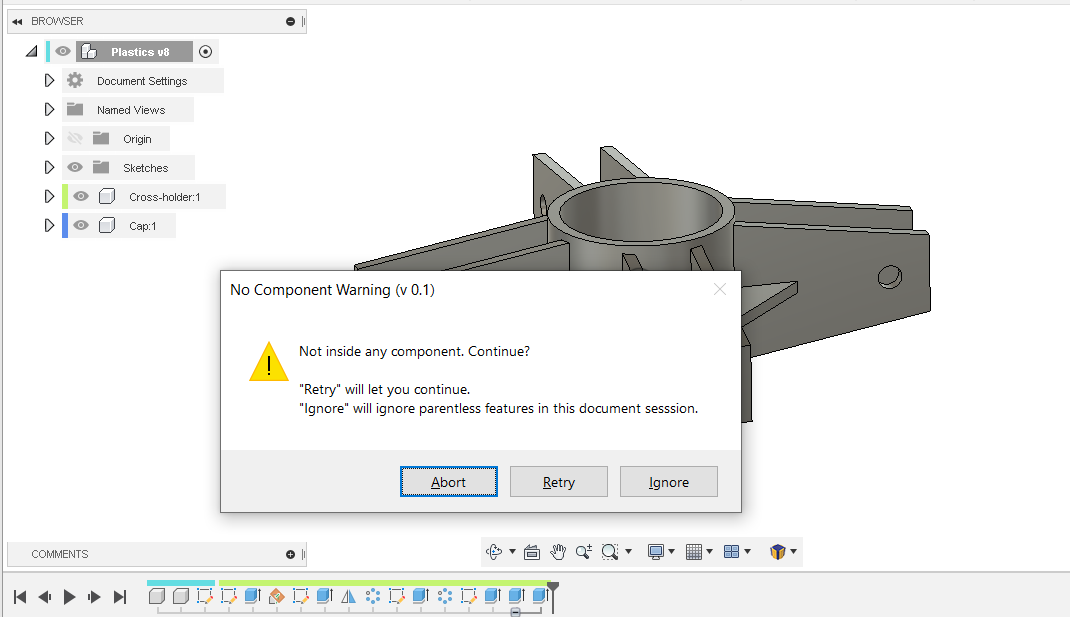 BROWSER
Plastics v8
Document Settings
Named Views
Origin
Sketches
Cross-holder:1
Cap:1
No Component Warning (v 0.1)
Not inside any component. Continue?
"Retry" will let you continue.
"Ignore" will ignore parentless features in this document sesssion.
Abort
Retry
Ignore
COMMENTS